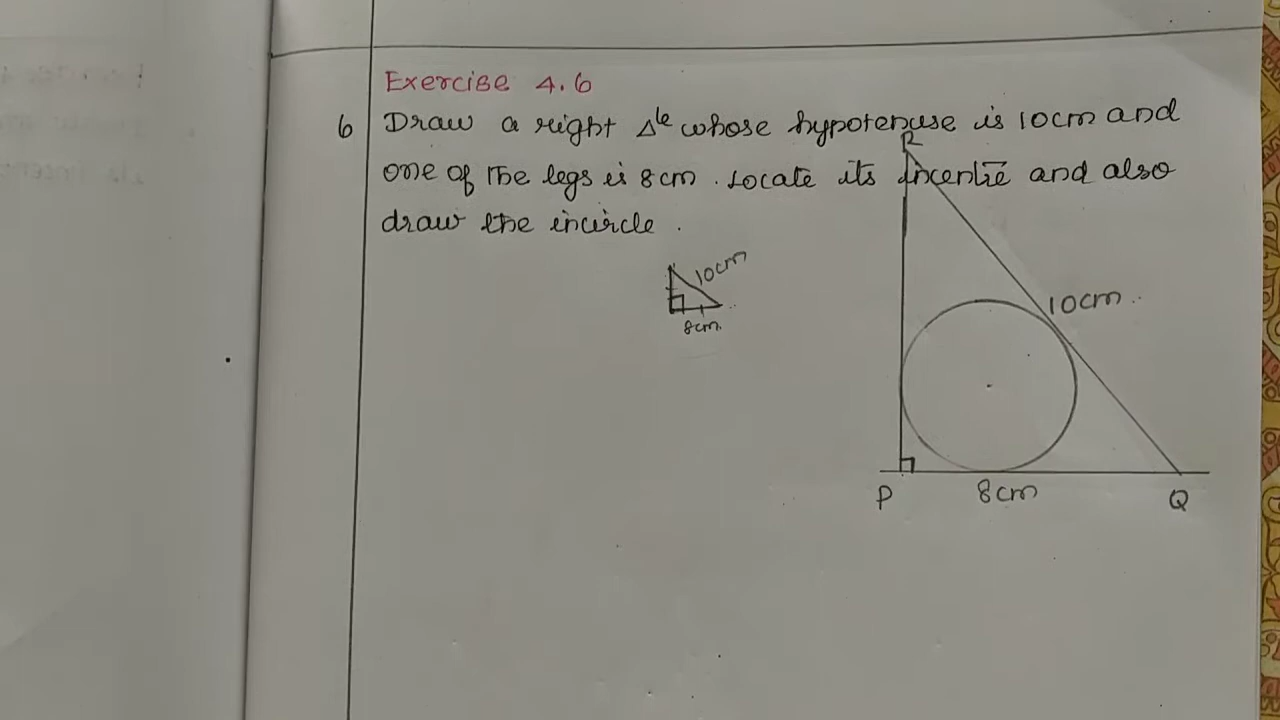 Exercise 4.6
6 Draw a right Δle whose hypotenuse is 10cm and
one of the legs is 8cm. Locate its incentre and also
draw the incircle.
R
10cm
8cm.
10cm
P 8cm Q